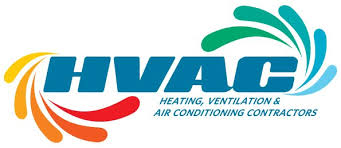 HVAC
HEATING, VENTILATION &
AIR CONDITIONING CONTRACTORS